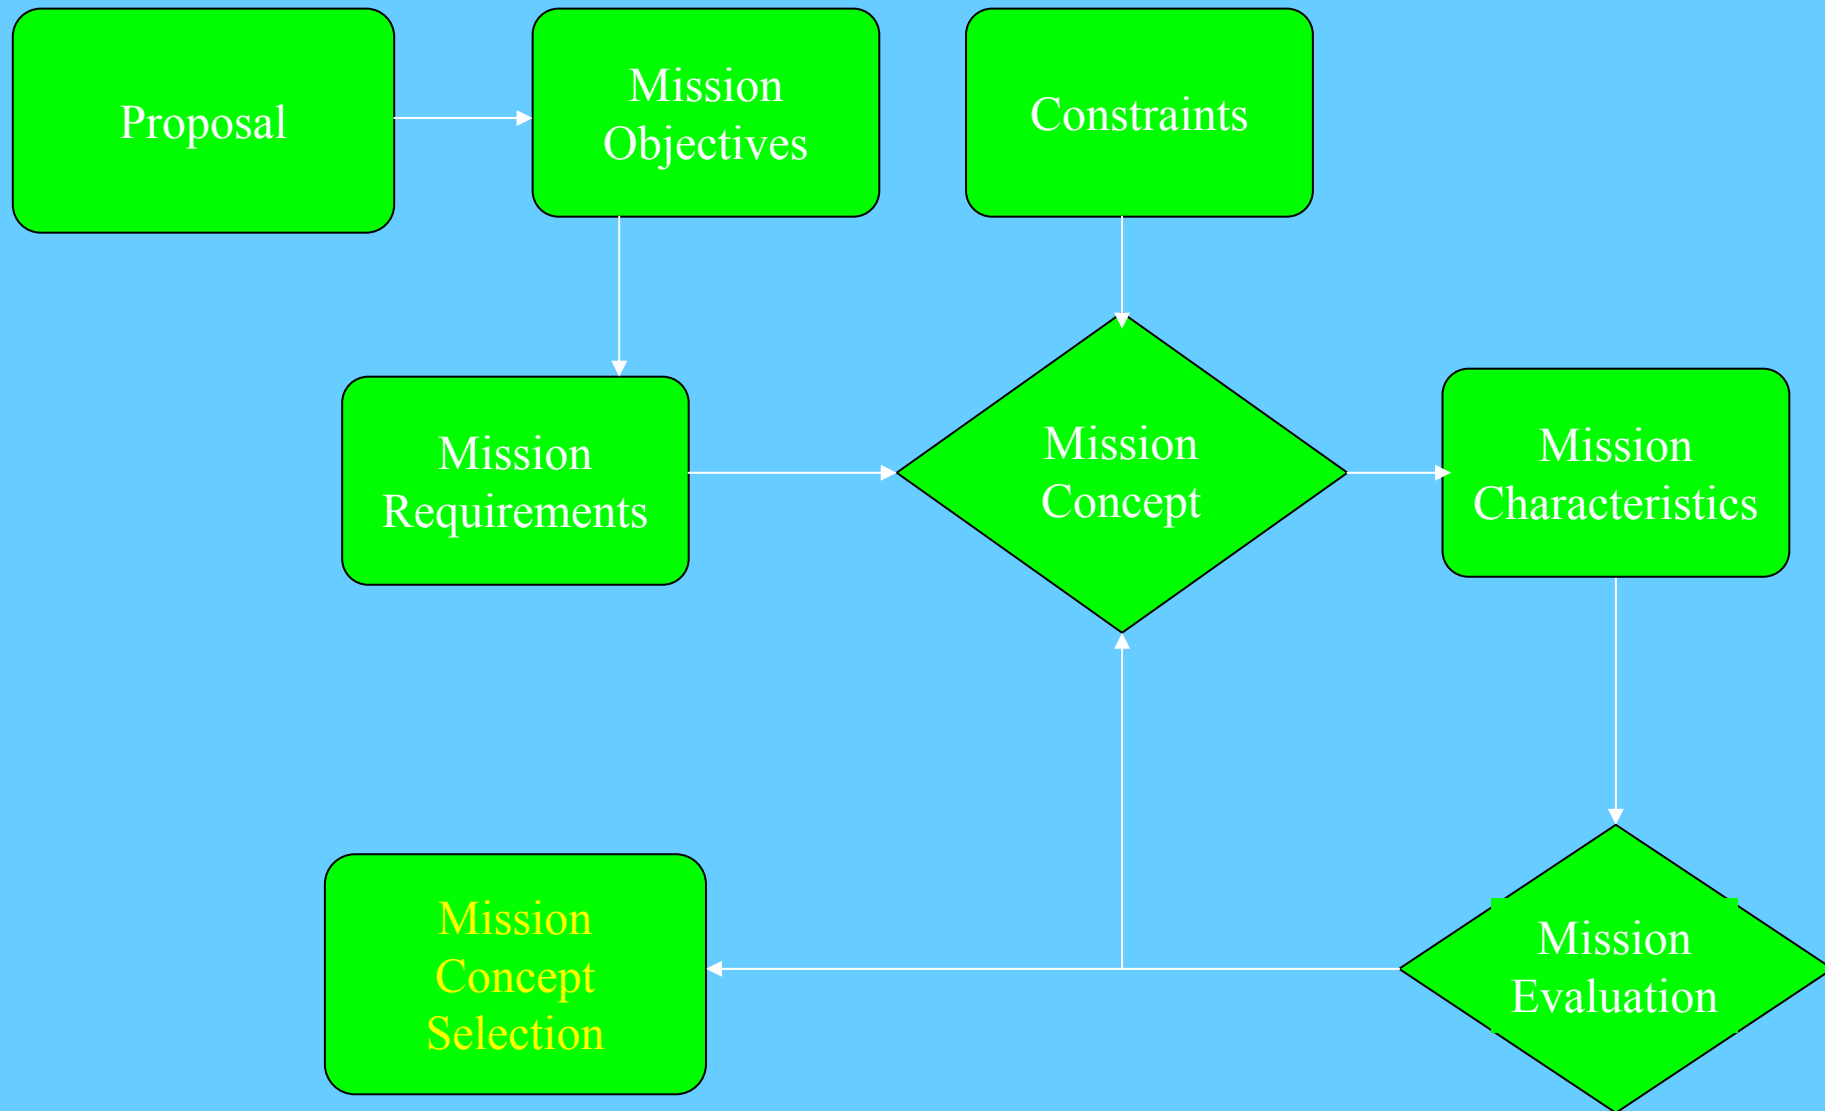 Proposal
Mission
Objectives
Constraints
Mission
Requirements
Mission
Concept
Mission
Characteristics
Mission
Concept
Selection
Mission
Evaluation